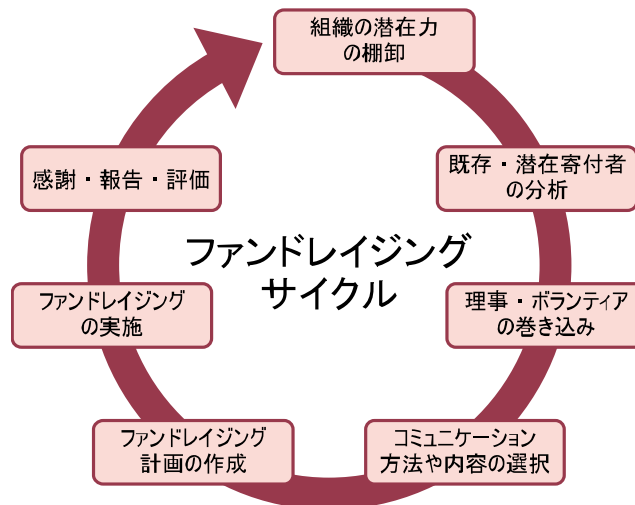 組織の潜在力
の棚卸
既存・潜在寄付者
の分析
理事・ボランティア
の巻き込み
コミュニケーション
方法や内容の選択
ファンドレイジング
計画の作成
ファンドレイジング
の実施
感謝・報告・評価
ファンドレイジング
サイクル